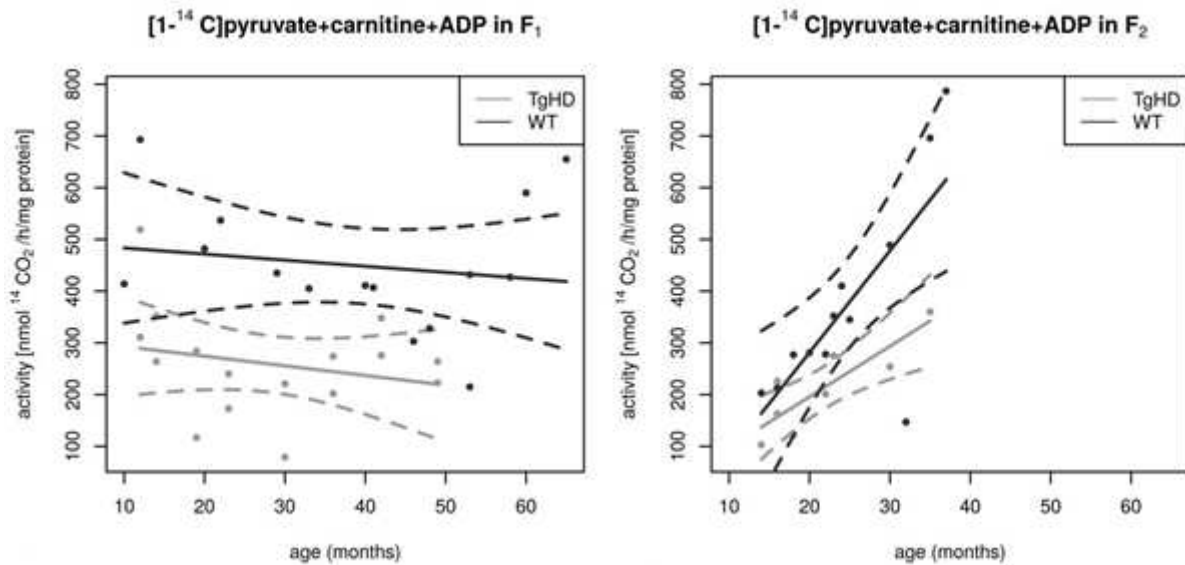 [1-¹⁴ C]pyruvate+carnitine+ADP in F₁
activity [nmol ¹⁴ CO₂ /h/mg protein]
800
700
600
500
400
300
200
100
TgHD
WT
10 20 30 40 50 60
age (months)
[1-¹⁴ C]pyruvate+carnitine+ADP in F₂
activity [nmol ¹⁴ CO₂ /h/mg protein]
800
700
600
500
400
300
200
100
TgHD
WT
10 20 30 40 50 60
age (months)